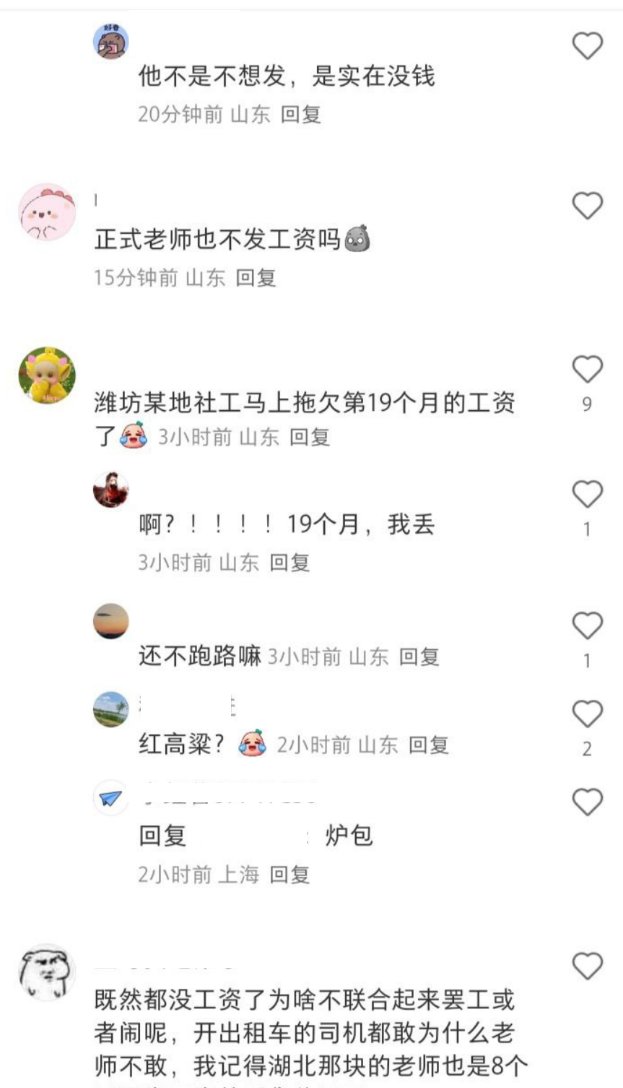 他不是不想发，是实在没钱
20分钟前 山东 回复
正式老师也不发工资吗
15分钟前 山东 回复
潍坊某地社工马上拖欠第19个月的工资
了 3小时前 山东 回复
9
啊？！！！！19个月，我丢
3小时前 山东 回复
1
还不跑路嘛 3小时前 山东 回复
1
红高粱？ 2小时前 山东 回复
2
回复 : 炉包
2小时前 上海 回复
既然都没工资了为啥不联合起来罢工或
者闹呢，开出租车的司机都敢为什么老
师不敢，我记得湖北那块的老师也是8个